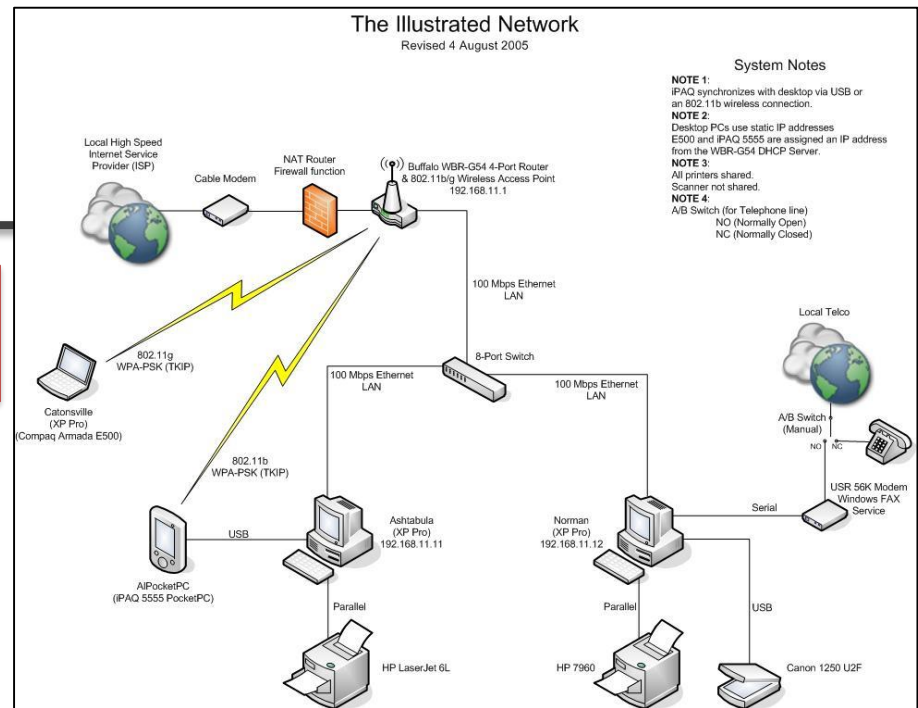 The Illustrated Network
Revised 4 August 2005
System Notes
NOTE 1:
iPAQ synchronizes with desktop via USB or
an 802.11b wireless connection.
NOTE 2:
Desktop PCs use static IP addresses
E500 and iPAQ 5555 are assigned an IP address
from the WBR-G54 DHCP Server.
NOTE 3:
All printers shared.
Scanner not shared.
NOTE 4:
A/B Switch (for Telephone line)
NO (Normally Open)
NC (Normally Closed)
Local High Speed
Internet Service
Provider (ISP)
Cable Modem
NAT Router
Firewall function
Buffalo WBR-G54 4-Port Router
& 802.11b/g Wireless Access Point
192.168.11.1
100 Mbps Ethernet
LAN
Local Telco
802.11g
WPA-PSK (TKIP)
8-Port Switch
100 Mbps Ethernet
LAN
100 Mbps Ethernet
LAN
Catonsville
(XP Pro)
(Compaq Armada E500)
A/B Switch
(Manual)
NO
NC
802.11b
WPA-PSK (TKIP)
USR 56K Modem
Windows FAX
Service
Serial
USB
Ashtabula
(XP Pro)
192.168.11.11
Norman
(XP Pro)
192.168.11.12
AlPocketPC
(iPAQ 5555 PocketPC)
Parallel
Parallel
USB
HP LaserJet 6L
HP 7960
Canon 1250 U2F